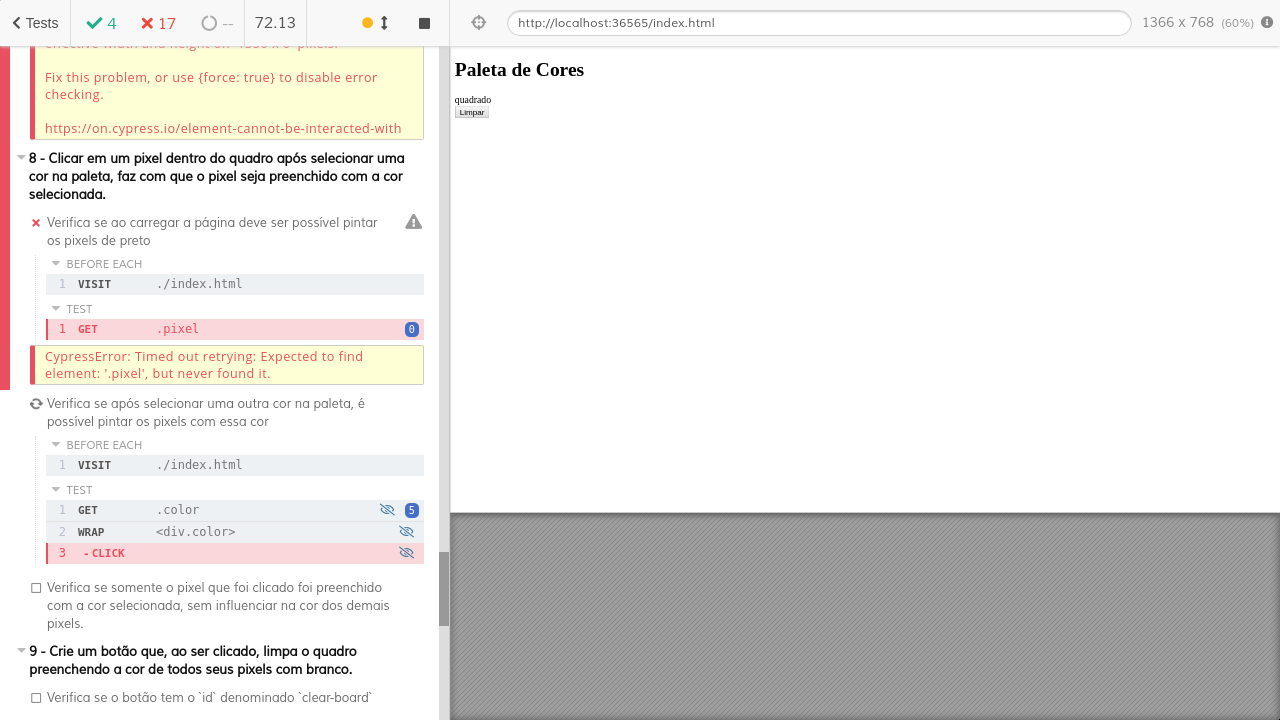 Tests 4 17 -- 72.13
http://localhost:36565/index.html 1366 x 768 (60%)
effective width and height on '1336 x 0' pixels.
Fix this problem, or use {force: true} to disable error
checking.
https://on.cypress.io/element-cannot-be-interacted-with
8 - Clicar em um pixel dentro do quadro após selecionar uma
cor na paleta, faz com que o pixel seja preenchido com a cor
selecionada.
Verifica se ao carregar a página deve ser possível pintar
os pixels de preto
BEFORE EACH
1 VISIT ./index.html
TEST
1 GET .pixel 0
CypressError: Timed out retrying: Expected to find
element: '.pixel', but never found it.
Verifica se após selecionar uma outra cor na paleta, é
possível pintar os pixels com essa cor
BEFORE EACH
1 VISIT ./index.html
TEST
1 GET .color 5
2 WRAP <div.color>
3 - CLICK
Verifica se somente o pixel que foi clicado foi preenchido
com a cor selecionada, sem influenciar na cor dos demais
pixels.
9 - Crie um botão que, ao ser clicado, limpa o quadro
preenchendo a cor de todos seus pixels com branco.
Verifica se o botão tem o `id` denominado `clear-board`
Paleta de Cores
quadrado
Limpar